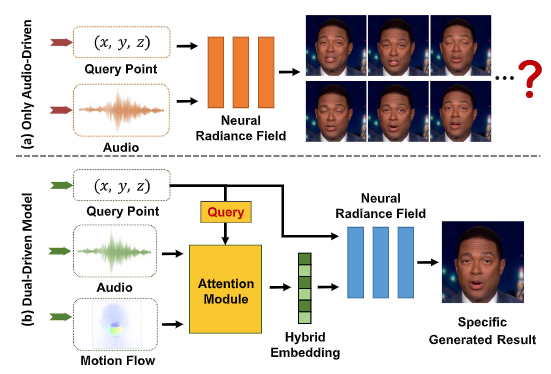 (a) Only Audio-Driven
(x, y, z)
Query Point
Audio
Neural
Radiance Field
...?
(b) Dual-Driven Model
(x, y, z)
Query Point
Query
Audio
Motion Flow
Attention
Module
Hybrid
Embedding
Neural
Radiance Field
Specific
Generated Result